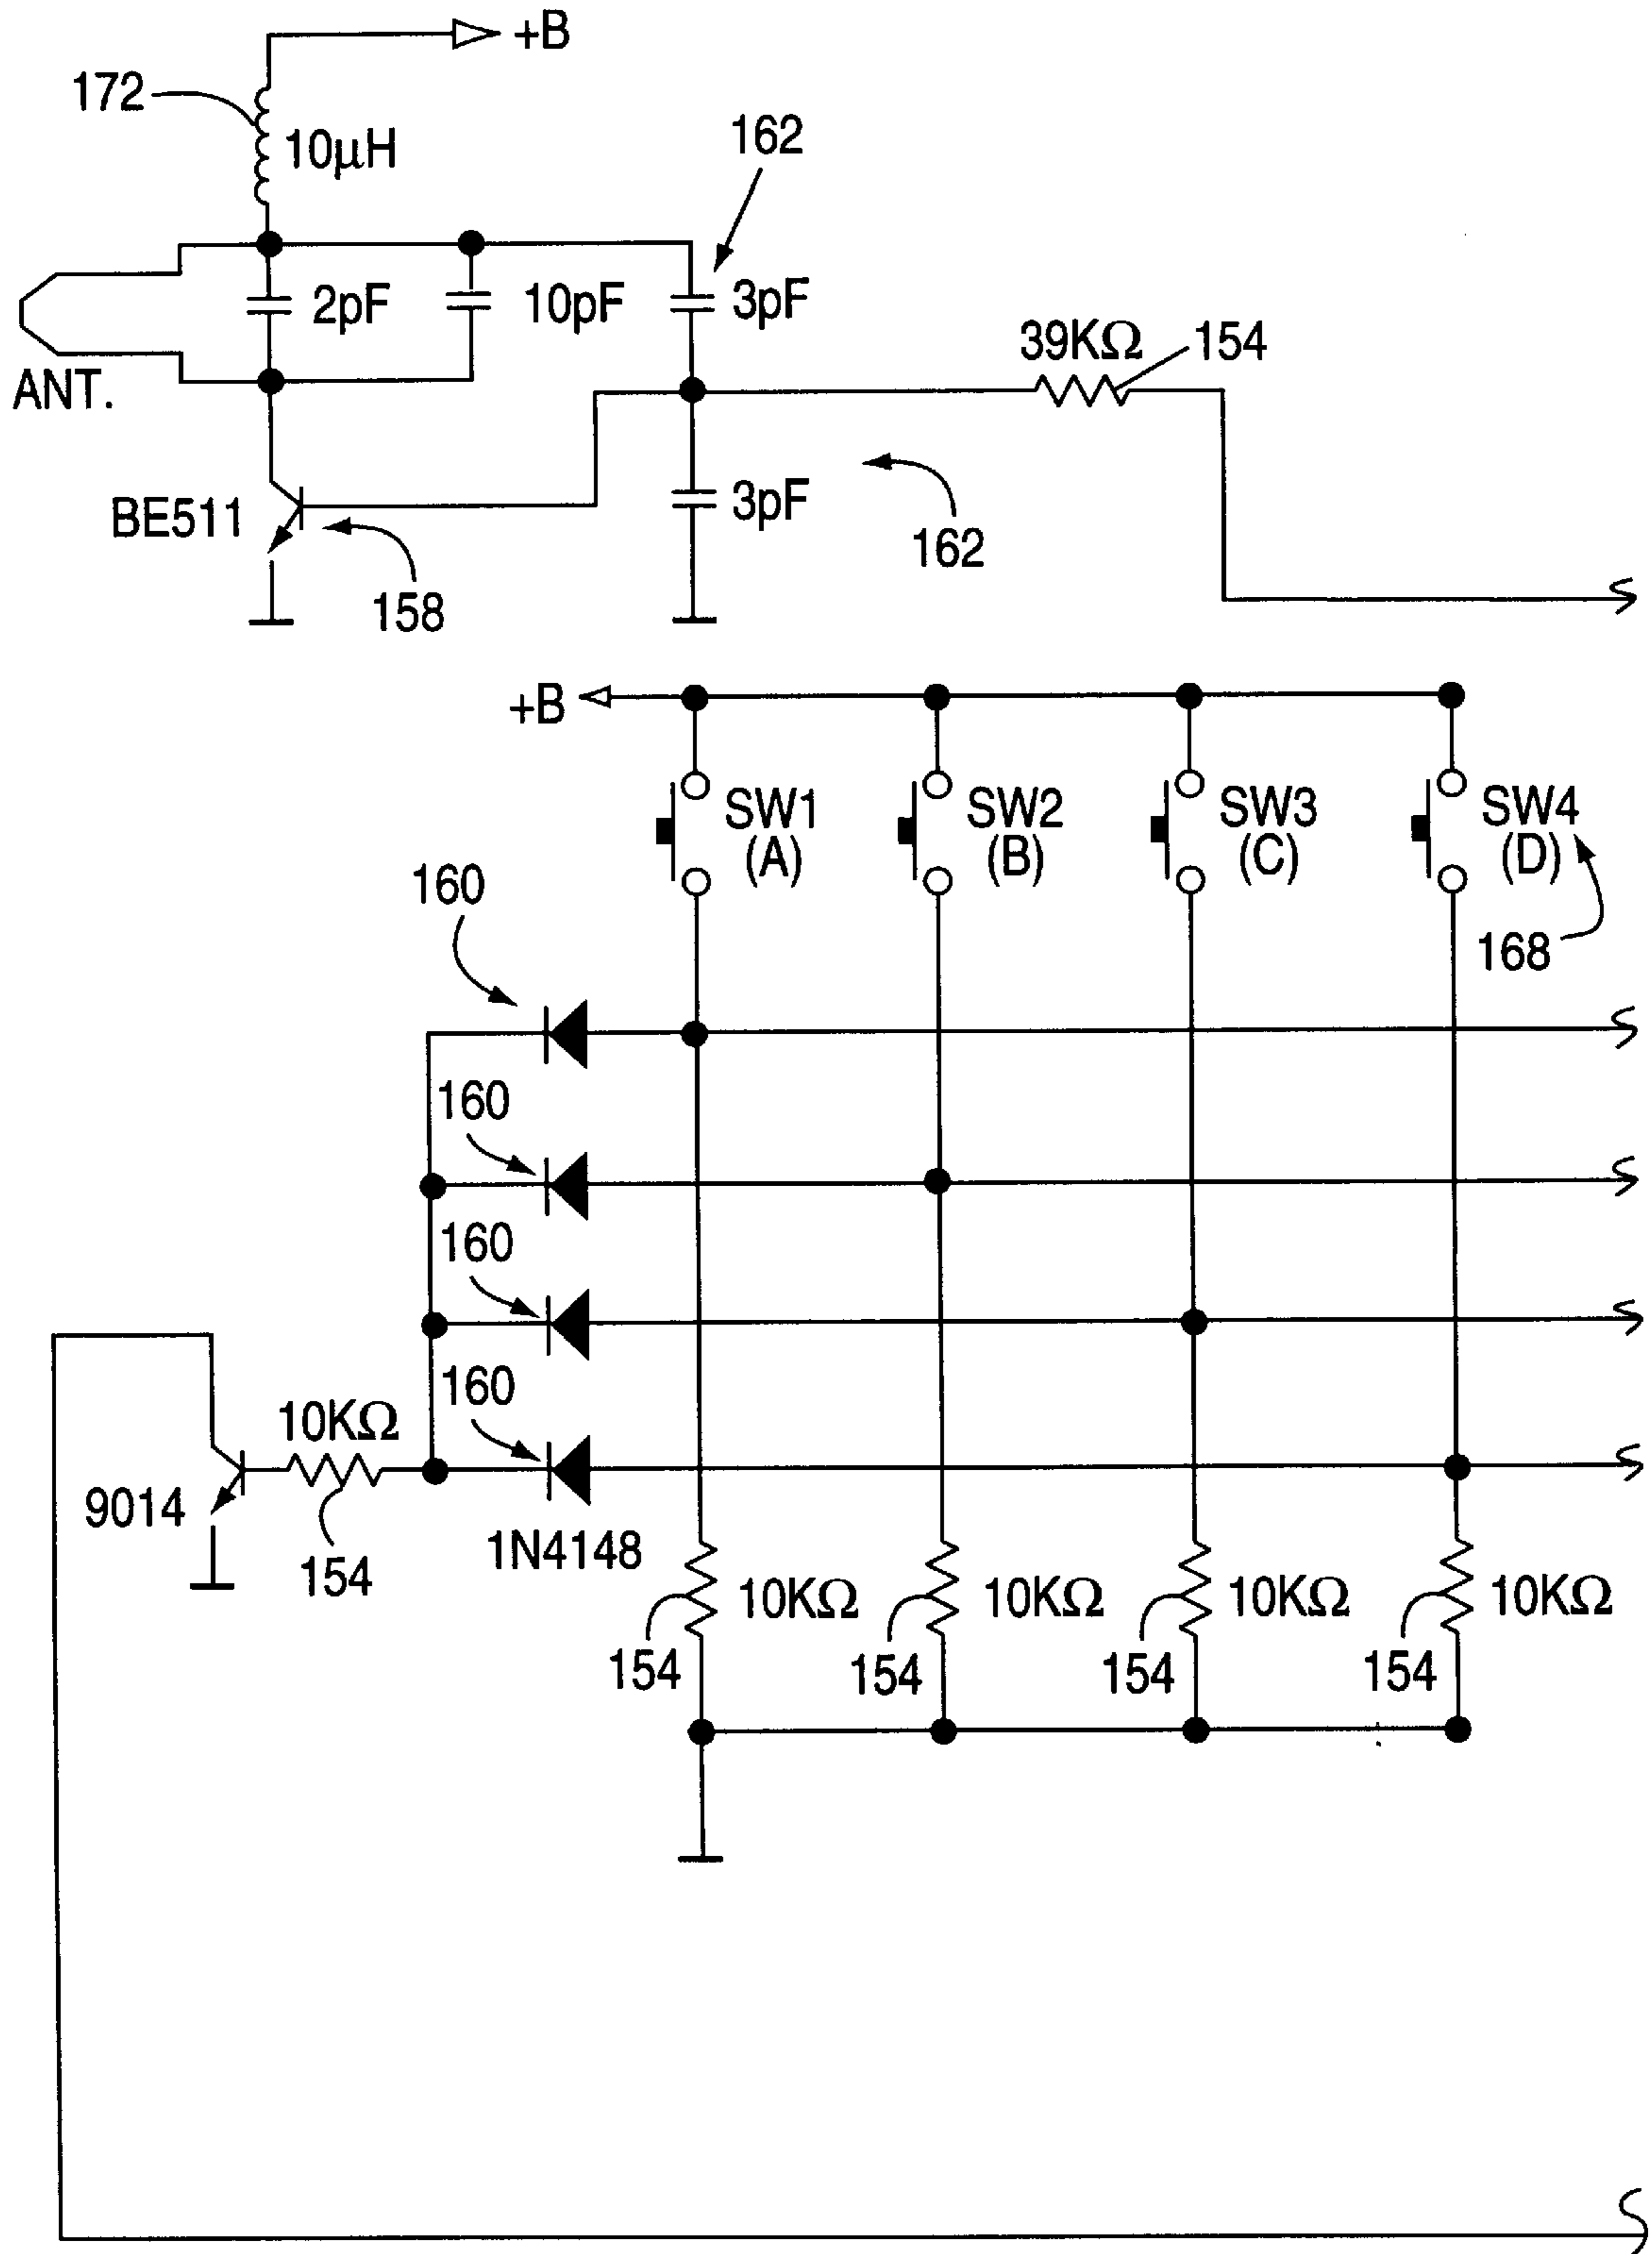 +B
172
10µH
162
2pF
10pF
3pF
39KΩ
154
ANT.
BE511
3pF
162
158
+B
SW1
(A)
SW2
(B)
SW3
(C)
SW4
(D)
168
160
160
160
160
10KΩ
9014
154
1N4148
10KΩ
10KΩ
10KΩ
10KΩ
154
154
154
154